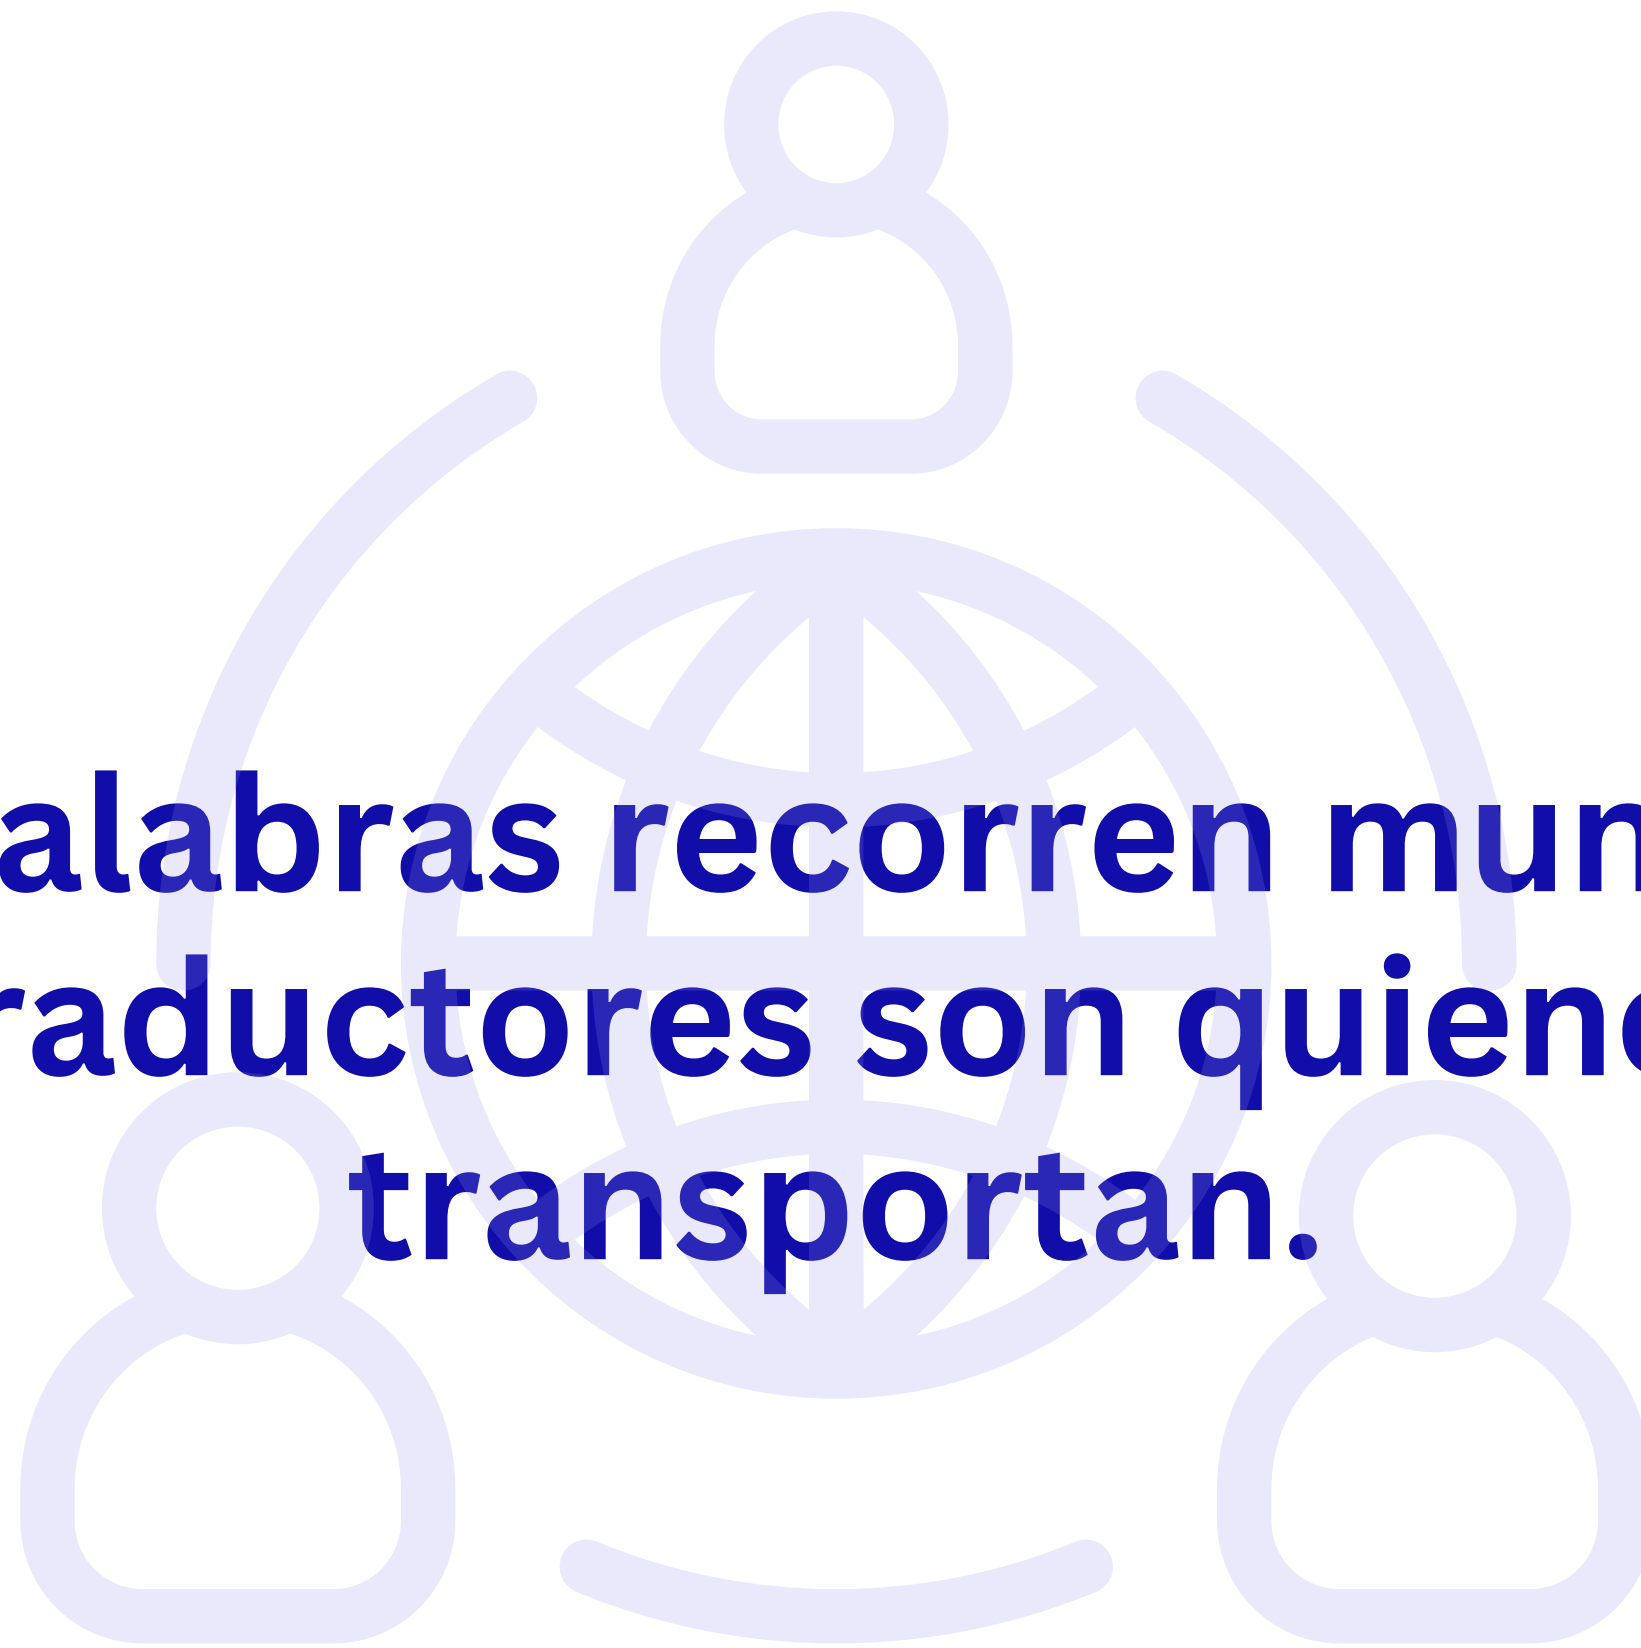 alabras recorren mun
raductores son quiene
transportan.